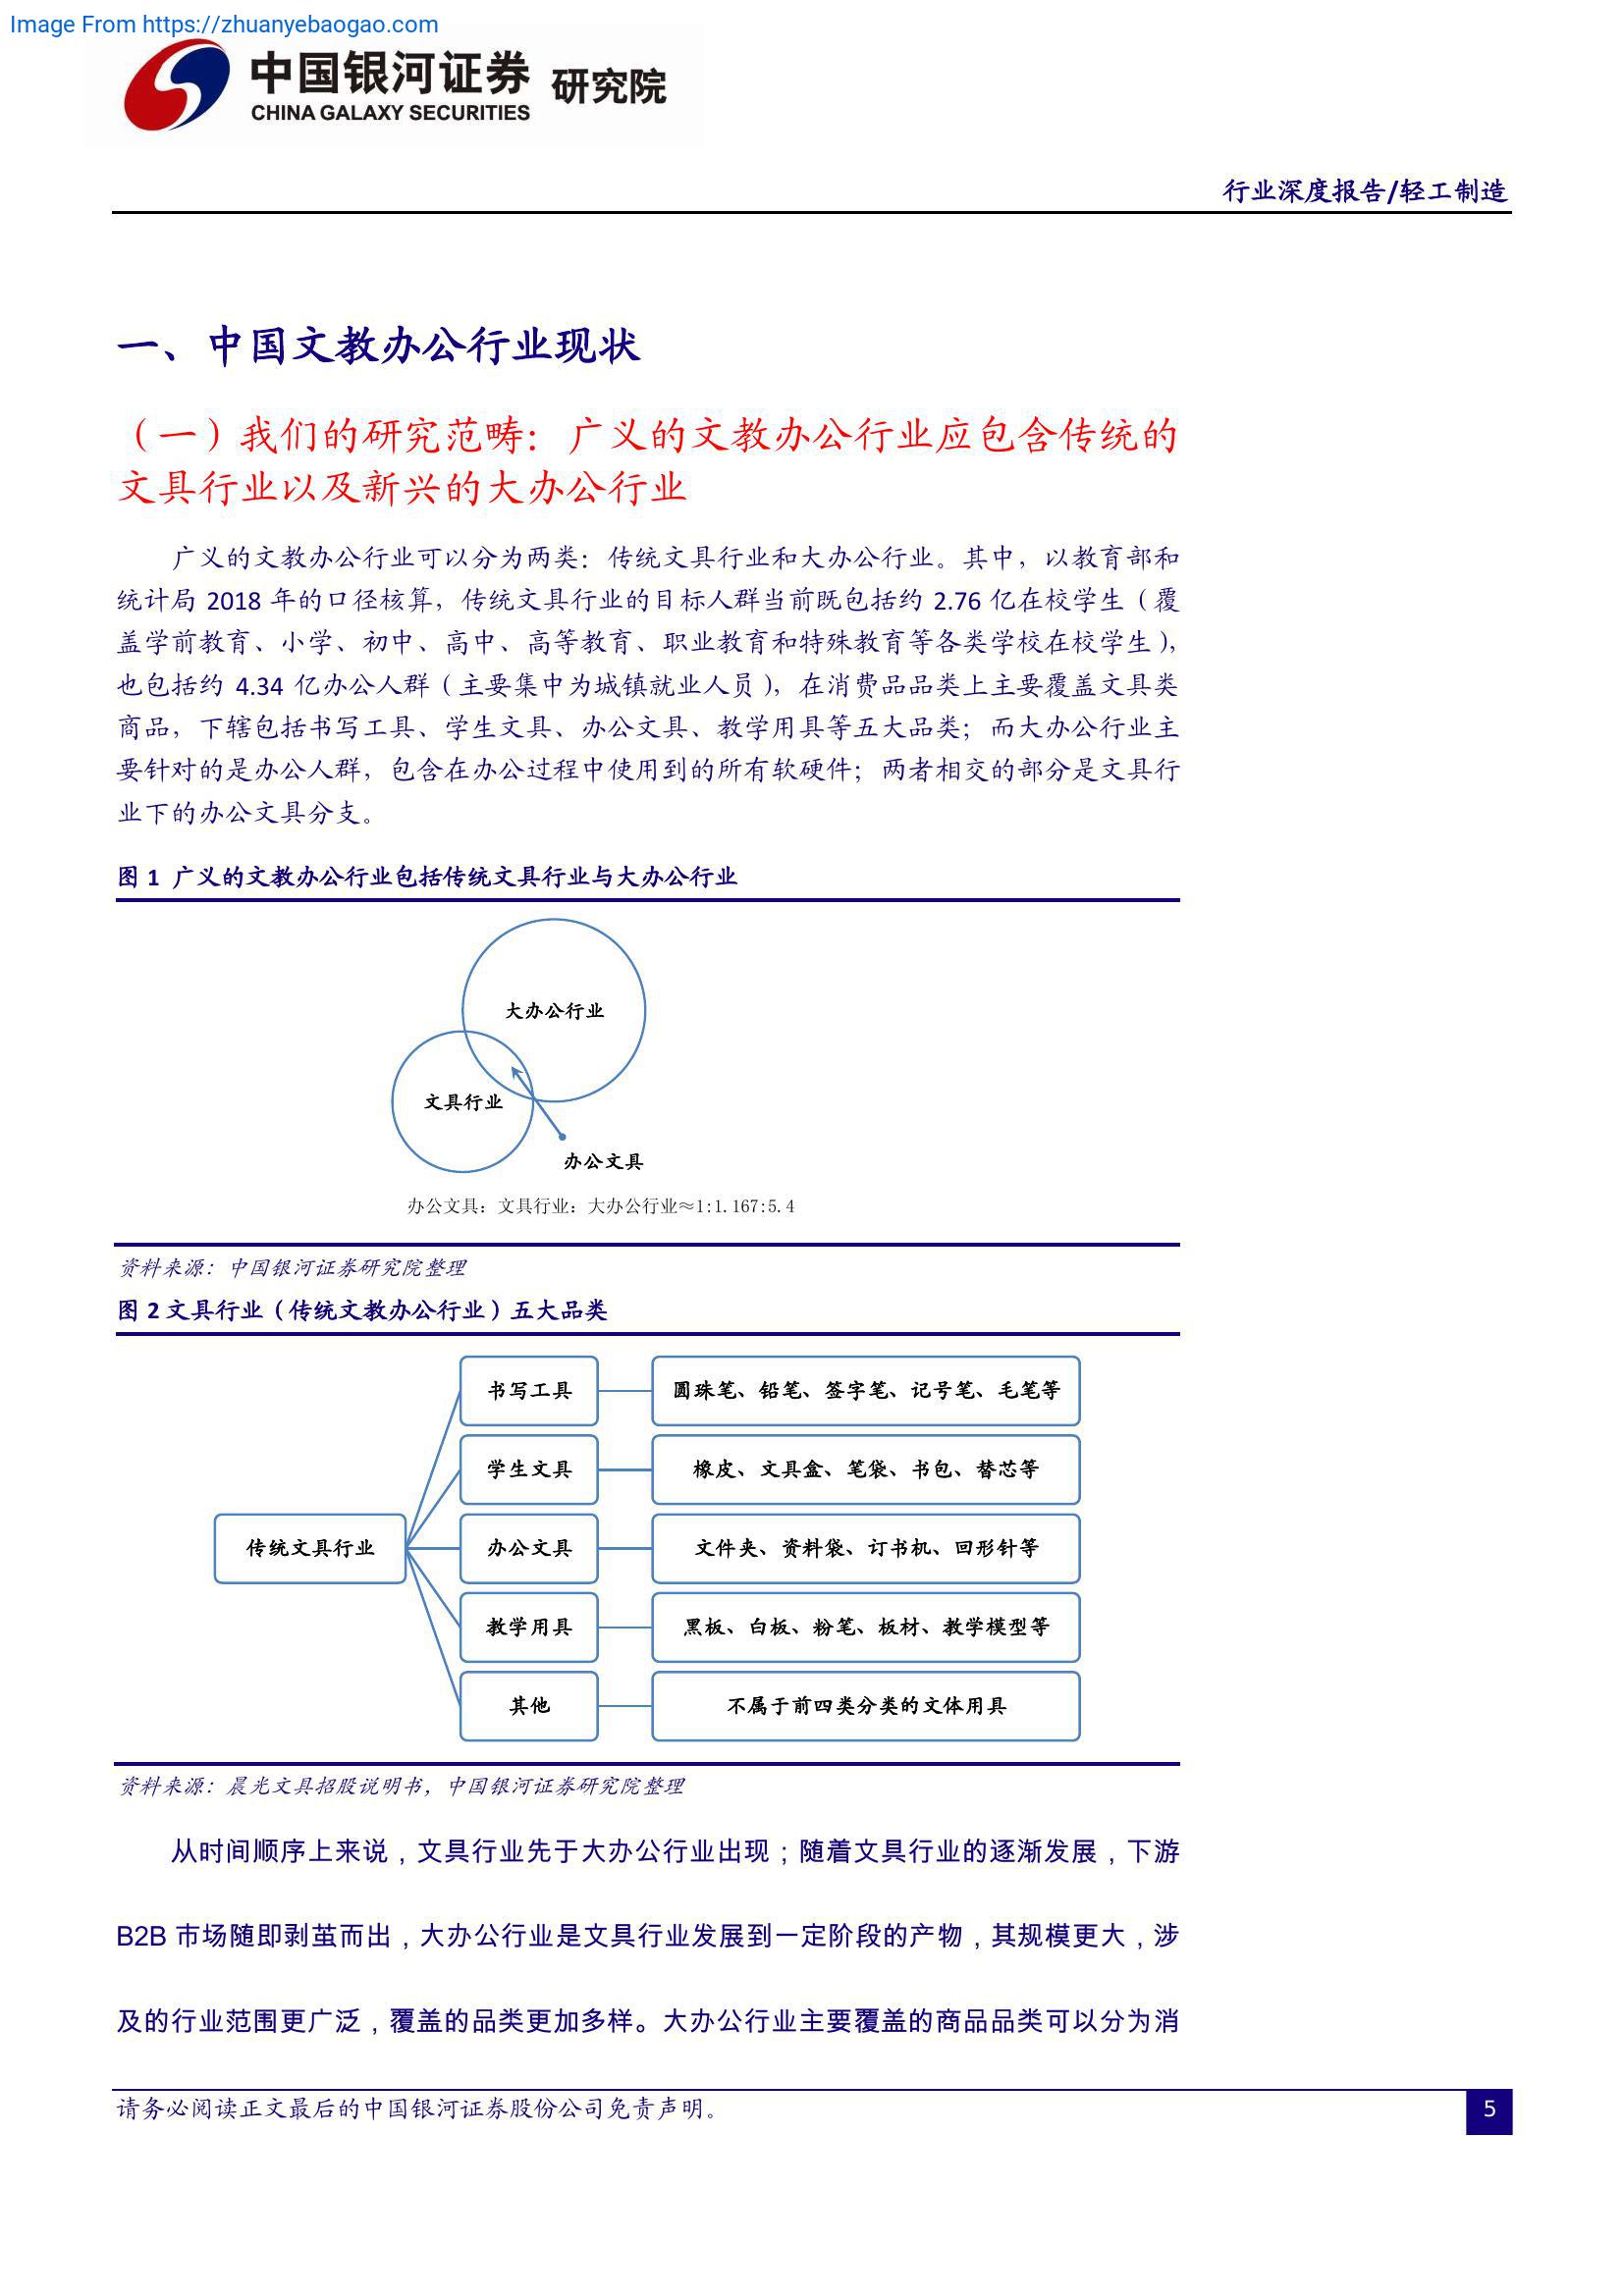 Image From https://zhuanyebaogao.com
中国银河证券 研究院
CHINA GALAXY SECURITIES
行业深度报告/轻工制造
一、中国文教办公行业现状
（一）我们的研究范畴：广义的文教办公行业应包含传统的
文具行业以及新兴的大办公行业
广义的文教办公行业可以分为两类：传统文具行业和大办公行业。其中，以教育部和
统计局 2018 年的口径核算，传统文具行业的目标人群当前既包括约 2.76 亿在校学生（覆
盖学前教育、小学、初中、高中、高等教育、职业教育和特殊教育等各类学校在校学生），
也包括约 4.34 亿办公人群（主要集中为城镇就业人员），在消费品品类上主要覆盖文具类
商品，下辖包括书写工具、学生文具、办公文具、教学用具等五大品类；而大办公行业主
要针对的是办公人群，包含在办公过程中使用到的所有软硬件；两者相交的部分是文具行
业下的办公文具分支。
图 1 广义的文教办公行业包括传统文具行业与大办公行业
大办公行业
文具行业
办公文具
办公文具：文具行业：大办公行业≈1:1.167:5.4
资料来源：中国银河证券研究院整理
图 2 文具行业（传统文教办公行业）五大品类
书写工具 圆珠笔、铅笔、签字笔、记号笔、毛笔等
学生文具 橡皮、文具盒、笔袋、书包、替芯等
传统文具行业 办公文具 文件夹、资料袋、订书机、回形针等
教学用具 黑板、白板、粉笔、板材、教学模型等
其他 不属于前四类分类的文体用具
资料来源：晨光文具招股说明书，中国银河证券研究院整理
从时间顺序上来说，文具行业先于大办公行业出现；随着文具行业的逐渐发展，下游
B2B 市场随即剥茧而出，大办公行业是文具行业发展到一定阶段的产物，其规模更大，涉
及的行业范围更广泛，覆盖的品类更加多样。大办公行业主要覆盖的商品品类可以分为消
请务必阅读正文最后的中国银河证券股份公司免责声明。
5